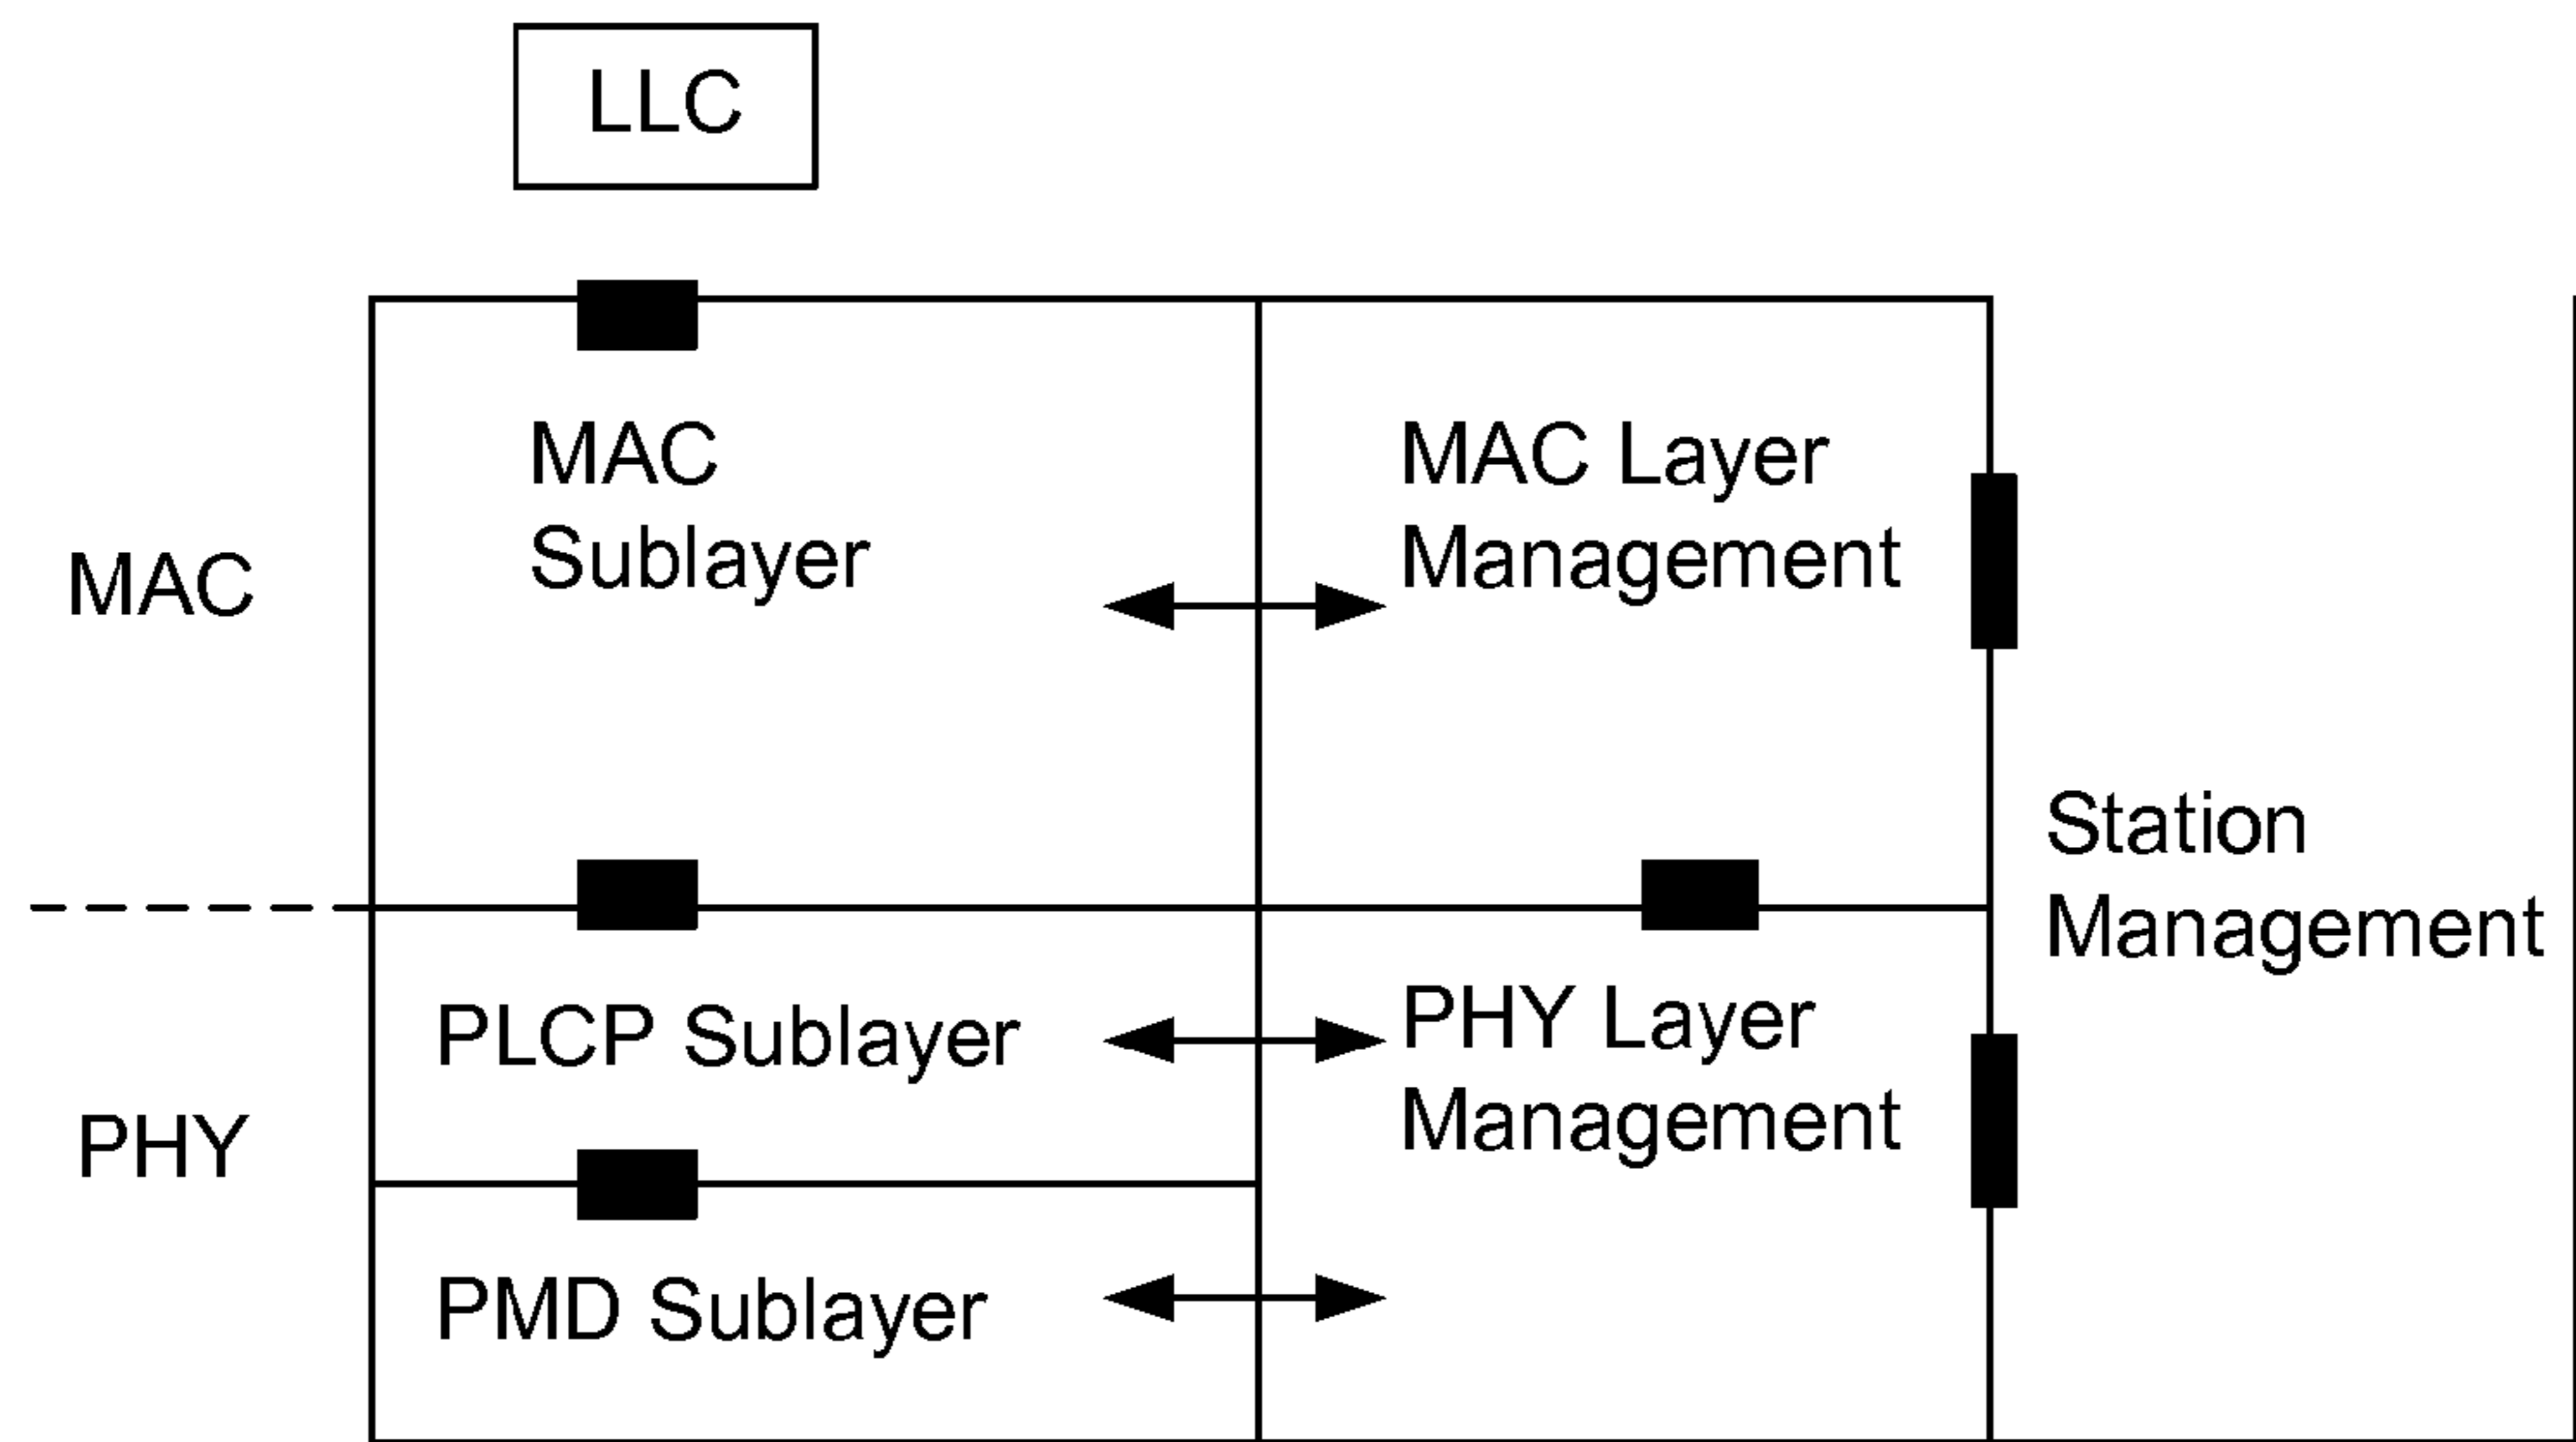 LLC
MAC
MAC
Sublayer
MAC Layer
Management
Station
Management
PHY
PLCP Sublayer
PHY Layer
Management
PMD Sublayer